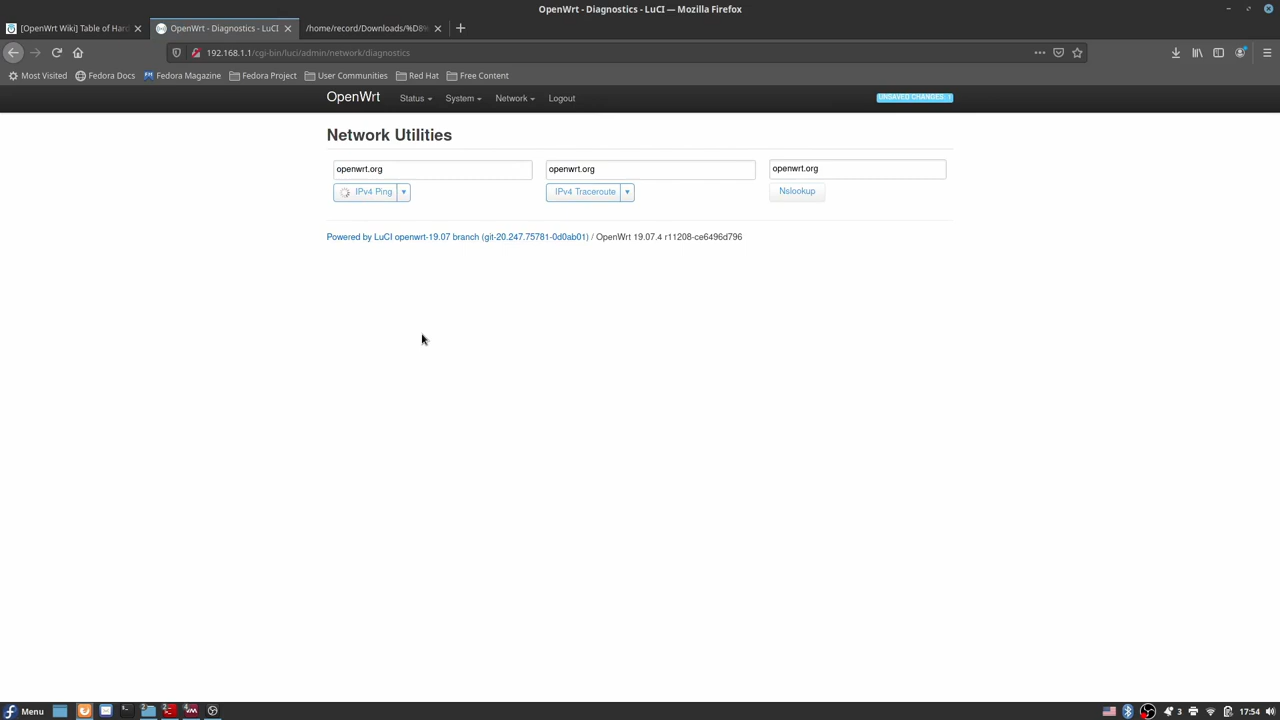 OpenWrt - Diagnostics - LuCI — Mozilla Firefox
[OpenWrt Wiki] Table of Hard
OpenWrt - Diagnostics - LuCI
/home/record/Downloads/%D8%
192.168.1.1/cgi-bin/luci/admin/network/diagnostics
Most Visited Fedora Docs Fedora Magazine Fedora Project User Communities Red Hat Free Content
OpenWrt Status System Network Logout UNSAVED CHANGES: 1
Network Utilities
openwrt.org openwrt.org openwrt.org
IPv4 Ping IPv4 Traceroute Nslookup
Powered by LuCI openwrt-19.07 branch (git-20.247.75781-0d0ab01) / OpenWrt 19.07.4 r11208-ce6496d796
Menu 3 17:54